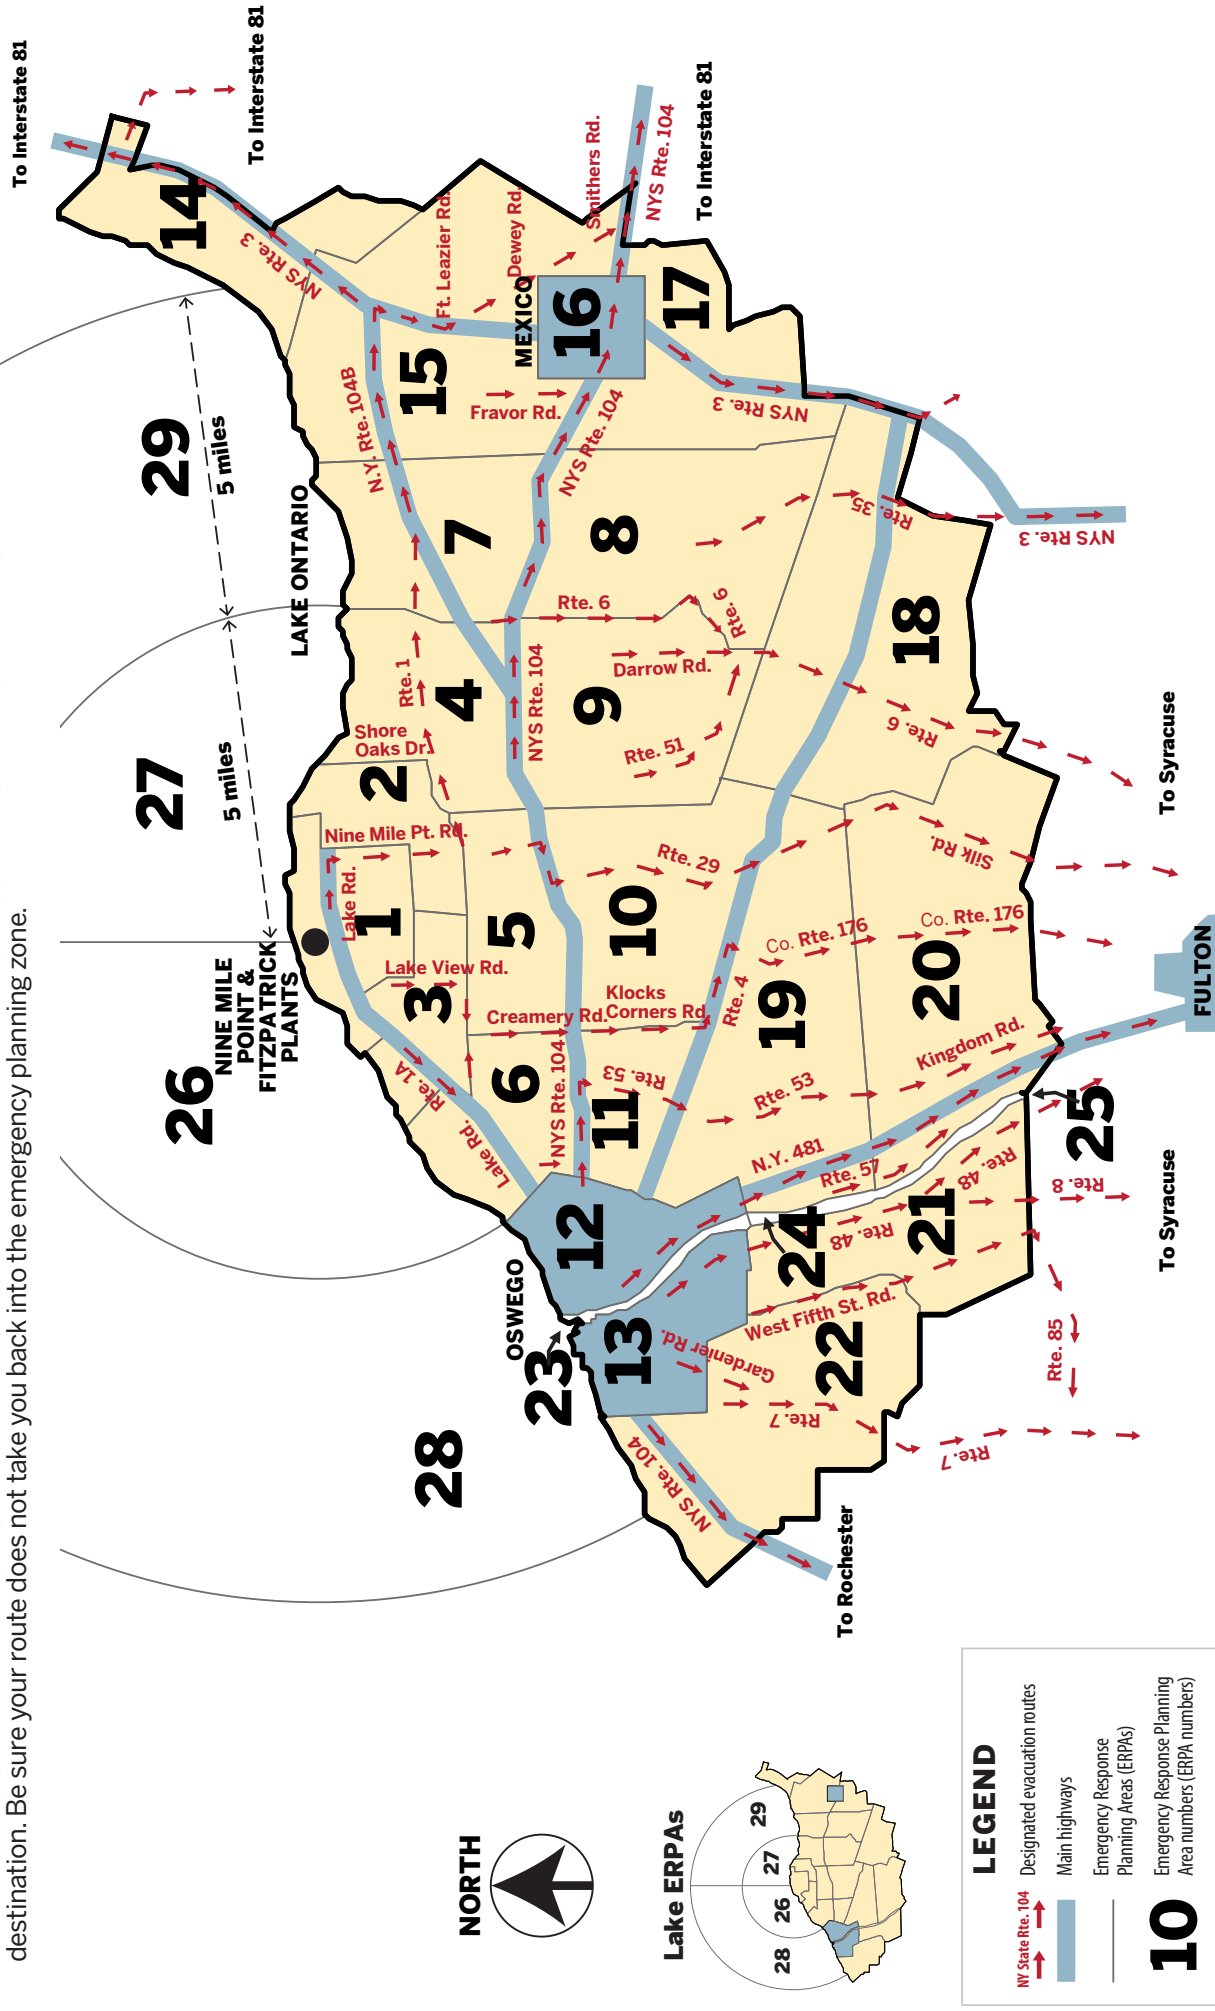 destination. Be sure your route does not take you back into the emergency planning zone.
To Interstate 81
To Interstate 81
To Interstate 81
14
NYS Rte. 3
29
5 miles
27
5 miles
26
28
LAKE ONTARIO
NINE MILE
POINT &
FITZPATRICK
PLANTS
N.Y. Rte. 104B
15
Ft. Leazier Rd.
Dewey Rd.
Smithers Rd.
NYS Rte. 104
MEXICO
16
17
Fravor Rd.
NYS Rte. 104
NYS Rte. 3
7
8
Rte. 35
NYS Rte. 3
Rte. 1
4
Shore
Oaks Dr.
2
NYS Rte. 104
Rte. 6
Rte. 6
Darrow Rd.
9
Rte. 51
18
Rte. 6
To Syracuse
Nine Mile Pt. Rd.
Lake Rd.
1
Lake View Rd.
3
5
Rte. 29
10
Silk Rd.
Creamery Rd.
Klocks
Corners Rd.
Rte. 4
Co. Rte. 176
Co. Rte. 176
19
20
Rte. 1A
Lake Rd.
6
NYS Rte. 104
Rte. 53
11
Rte. 53
Kingdom Rd.
FULTON
OSWEGO
12
N.Y. 481
Rte. 57
24
Rte. 48
Rte. 48
21
25
Rte. 8
To Syracuse
23
13
Gardenier Rd.
West Fifth St. Rd.
22
Rte. 7
Rte. 85
Rte. 7
NYS Rte. 104
To Rochester
NORTH
Lake ERPAs
28
26
27
29
LEGEND
NY State Rte. 104
Designated evacuation routes
Main highways
Emergency Response
Planning Areas (ERPAs)
10
Emergency Response Planning
Area numbers (ERPA numbers)